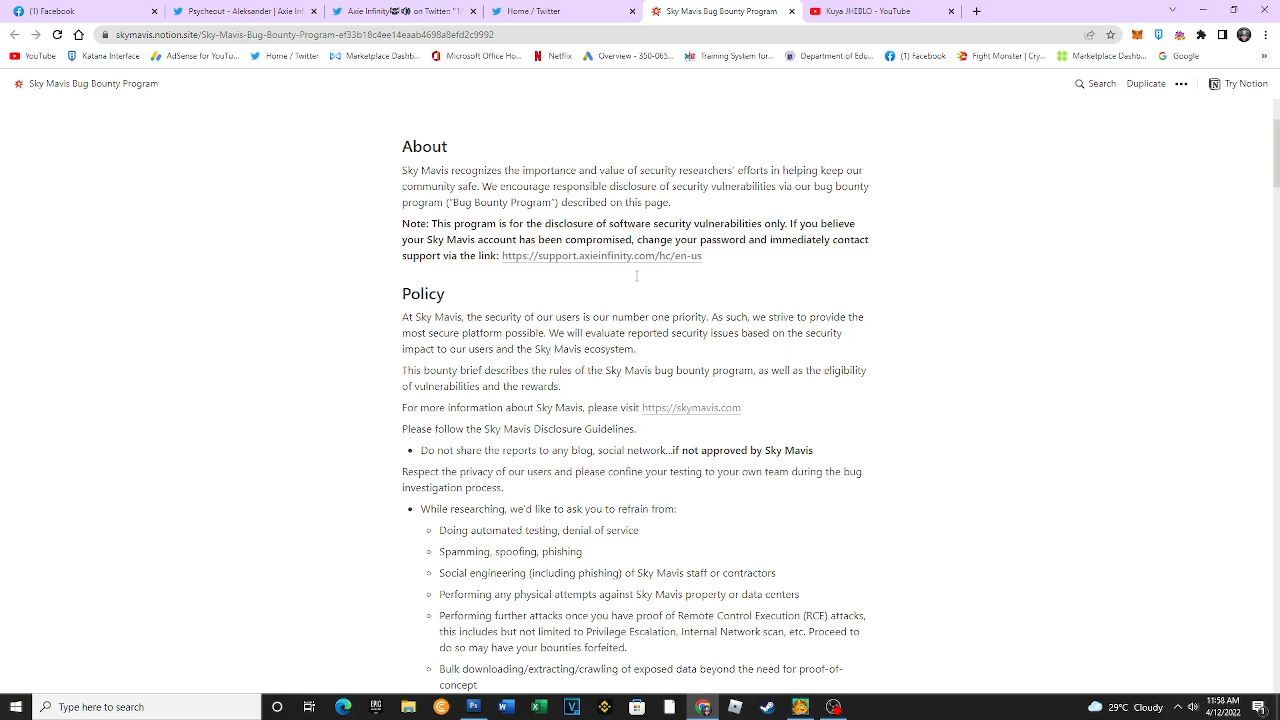 (1) Facebook
Psycheout - Aleksander | Axie Inf
Axie Infinity on Twitter: "1/
Home / Twitter
Sky Mavis Bug Bounty Program
Kuya JHEBLO - YouTube
skymavis.notion.site/Sky-Mavis-Bug-Bounty-Program-ef33b18c4ee14eaab4698a8efd2c9992
YouTube
Katana Interface
AdSense for YouTu...
Home / Twitter
Marketplace Dashb...
Microsoft Office Ho...
Netflix
Overview - 350-065...
Training System for...
Department of Edu...
(1) Facebook
Fight Monster | Cry...
Marketplace Dashb...
Google
Sky Mavis Bug Bounty Program
Search
Duplicate
Try Notion
About
Sky Mavis recognizes the importance and value of security researchers' efforts in helping keep our
community safe. We encourage responsible disclosure of security vulnerabilities via our bug bounty
program ("Bug Bounty Program") described on this page.
Note: This program is for the disclosure of software security vulnerabilities only. If you believe
your Sky Mavis account has been compromised, change your password and immediately contact
support via the link: https://support.axieinfinity.com/hc/en-us
Policy
At Sky Mavis, the security of our users is our number one priority. As such, we strive to provide the
most secure platform possible. We will evaluate reported security issues based on the security
impact to our users and the Sky Mavis ecosystem.
This bounty brief describes the rules of the Sky Mavis bug bounty program, as well as the eligibility
of vulnerabilities and the rewards.
For more information about Sky Mavis, please visit https://skymavis.com
Please follow the Sky Mavis Disclosure Guidelines.
• Do not share the reports to any blog, social network...if not approved by Sky Mavis
Respect the privacy of our users and please confine your testing to your own team during the bug
investigation process.
• While researching, we'd like to ask you to refrain from:
◦ Doing automated testing, denial of service
◦ Spamming, spoofing, phishing
◦ Social engineering (including phishing) of Sky Mavis staff or contractors
◦ Performing any physical attempts against Sky Mavis property or data centers
◦ Performing further attacks once you have proof of Remote Control Execution (RCE) attacks,
this includes but not limited to Privilege Escalation, Internal Network scan, etc. Proceed to
do so may have your bounties forfeited.
◦ Bulk downloading/extracting/crawling of exposed data beyond the need for proof-of-
concept
Type here to search
29°C Cloudy
11:58 AM
4/12/2022